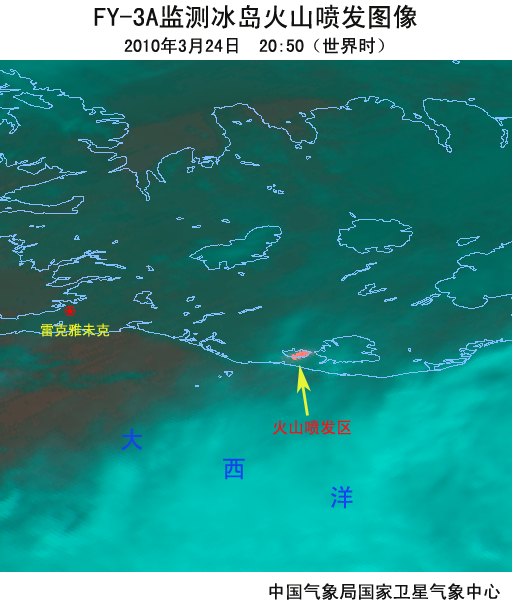 FY-3A监测冰岛火山喷发图像
2010年3月24日 20:50（世界时）
雷克雅未克
火山喷发区
大
西
洋
中国气象局国家卫星气象中心